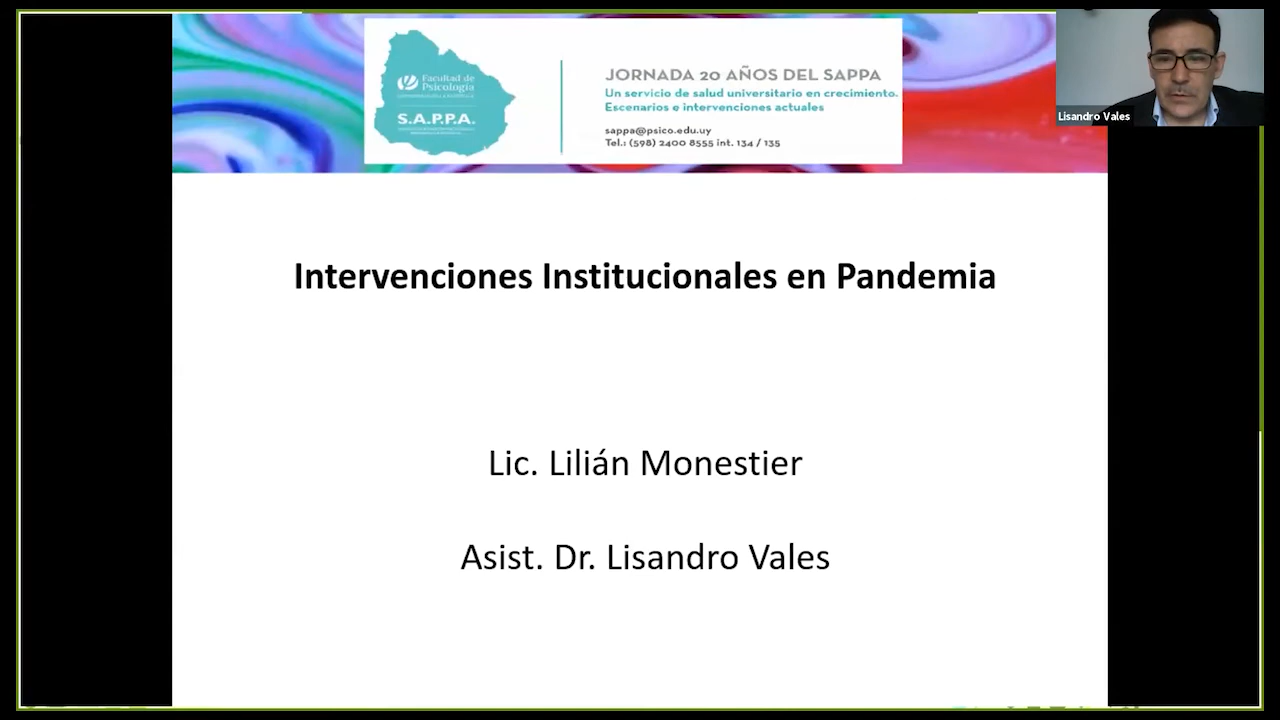 Facultad de
Psicología
S.A.P.P.A.
JORNADA 20 AÑOS DEL SAPPA
Un servicio de salud universitario en crecimiento.
Escenarios e intervenciones actuales
sappa@psico.edu.uy
Tel.: (598) 2400 8555 int. 134 / 135
Lisandro Vales
Intervenciones Institucionales en Pandemia
Lic. Lilián Monestier
Asist. Dr. Lisandro Vales